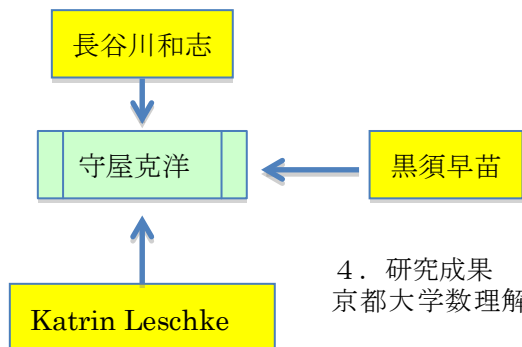 長谷川和志
守屋克洋
黒須早苗
Katrin Leschke
４．研究成果
京都大学数理解